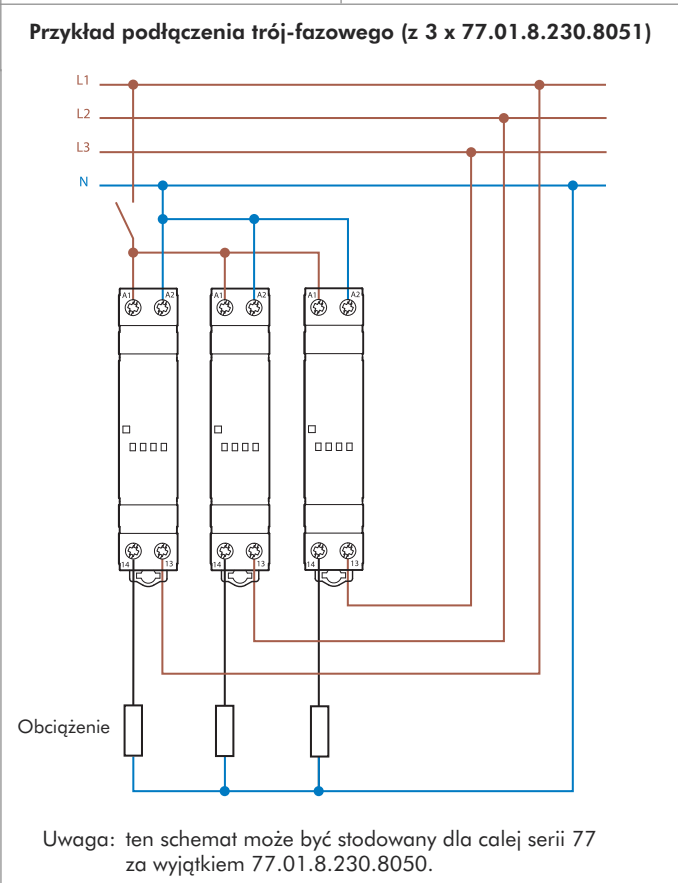 Przykład podłączenia trój-fazowego (z 3 x 77.01.8.230.8051)
L1
L2
L3
N
A1 A2 A1 A2 A1 A2
14 13 14 13 14 13
Obciążenie
Uwaga: ten schemat może być stodowany dla calej serii 77
za wyjątkiem 77.01.8.230.8050.